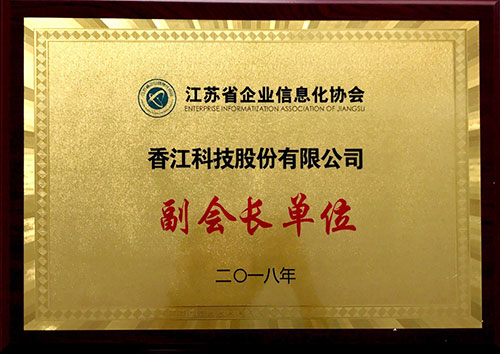 江苏省企业信息化协会
ENTERPRISE INFORMATIZATION ASSOCIATION OF JIANGSU
香江科技股份有限公司
副会长单位
二〇一八年